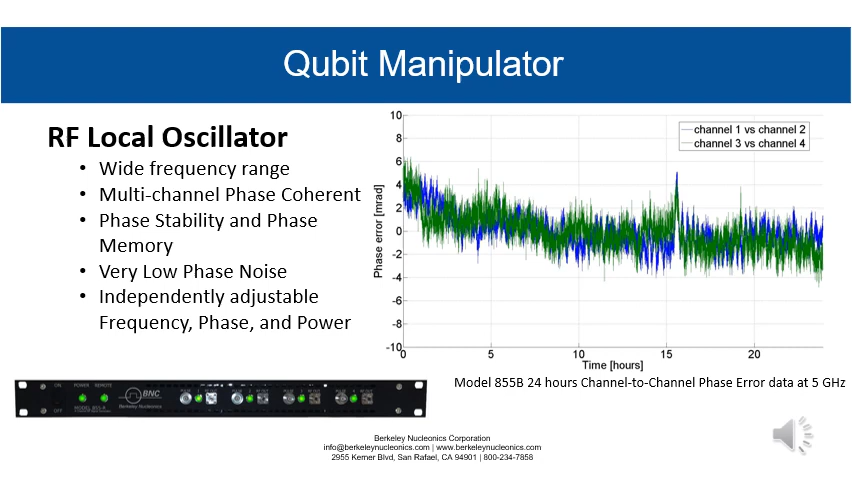 Qubit Manipulator
RF Local Oscillator
• Wide frequency range
• Multi-channel Phase Coherent
• Phase Stability and Phase
Memory
• Very Low Phase Noise
• Independently adjustable
Frequency, Phase, and Power
10
8
6
4
2
0
-2
-4
-6
-8
-10
Phase error [mrad]
channel 1 vs channel 2
channel 3 vs channel 4
0
5
10
15
20
Time [hours]
Model 855B 24 hours Channel-to-Channel Phase Error data at 5 GHz
ON
POWER
REMOTE
OFF
BNC
Berkeley Nucleonics
Berkeley Nucleonics Corporation
info@berkeleynucleonics.com | www.berkeleynucleonics.com
2955 Kerner Blvd, San Rafael, CA 94901 | 800-234-7858